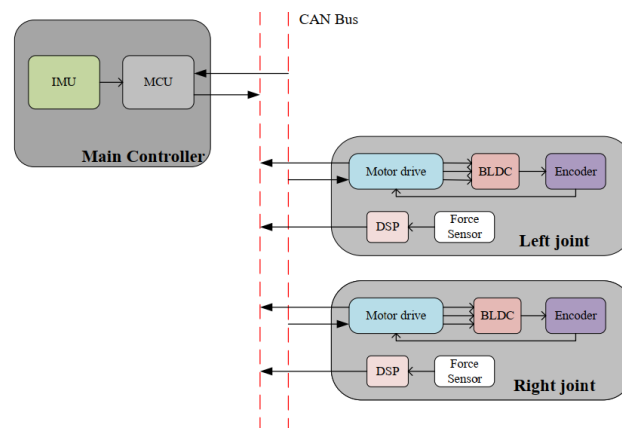 CAN Bus
IMU
MCU
Main Controller
Motor drive
BLDC
Encoder
DSP
Force
Sensor
Left joint
Motor drive
BLDC
Encoder
DSP
Force
Sensor
Right joint